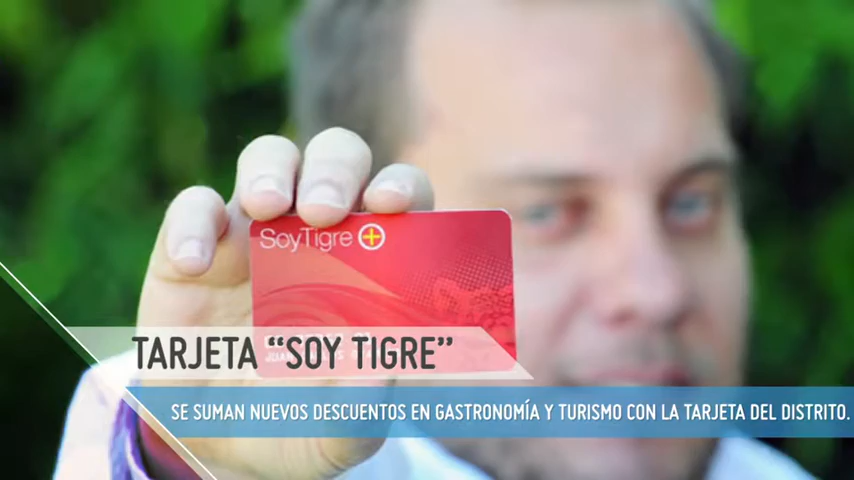 SoyTigre
TARJETA “SOY TIGRE”
SE SUMAN NUEVOS DESCUENTOS EN GASTRONOMÍA Y TURISMO CON LA TARJETA DEL DISTRITO.